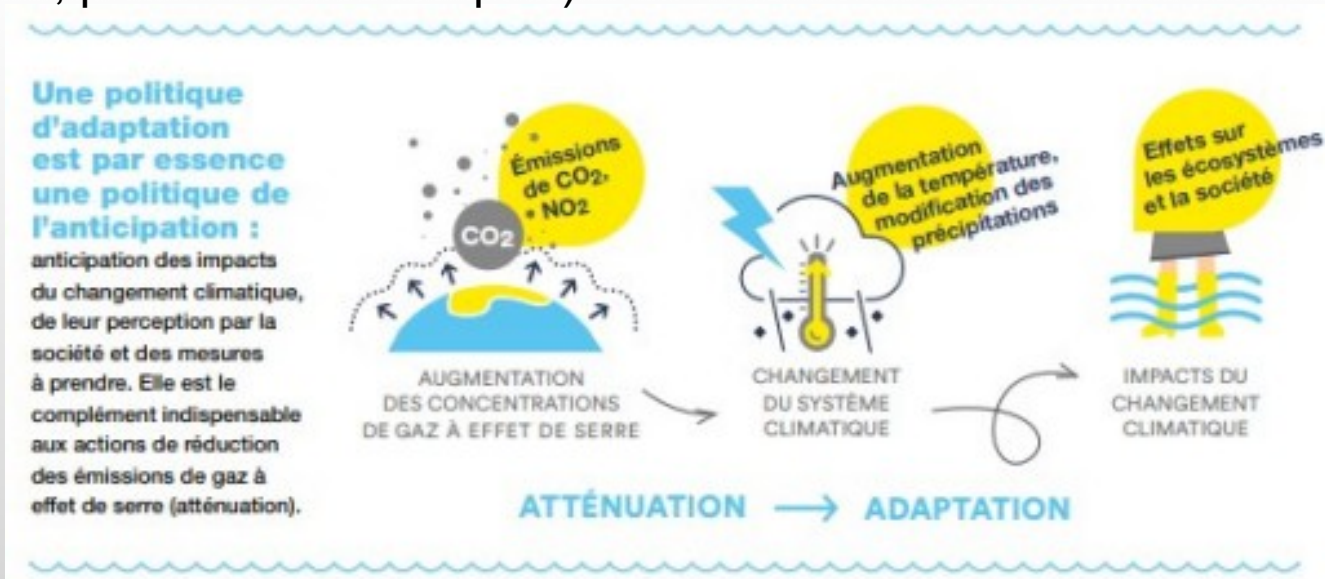 Une politique
d'adaptation
est par essence
une politique de
l'anticipation :
anticipation des impacts
du changement climatique,
de leur perception par la
société et des mesures
à prendre. Elle est le
complément indispensable
aux actions de réduction
des émissions de gaz à
effet de serre (atténuation).
Émissions
de CO2,
• NO2
CO2
AUGMENTATION
DES CONCENTRATIONS
DE GAZ À EFFET DE SERRE
Augmentation
de la température,
modification des
précipitations
CHANGEMENT
DU SYSTÈME
CLIMATIQUE
Effets sur
les écosystèmes
et la société
IMPACTS DU
CHANGEMENT
CLIMATIQUE
ATTÉNUATION → ADAPTATION